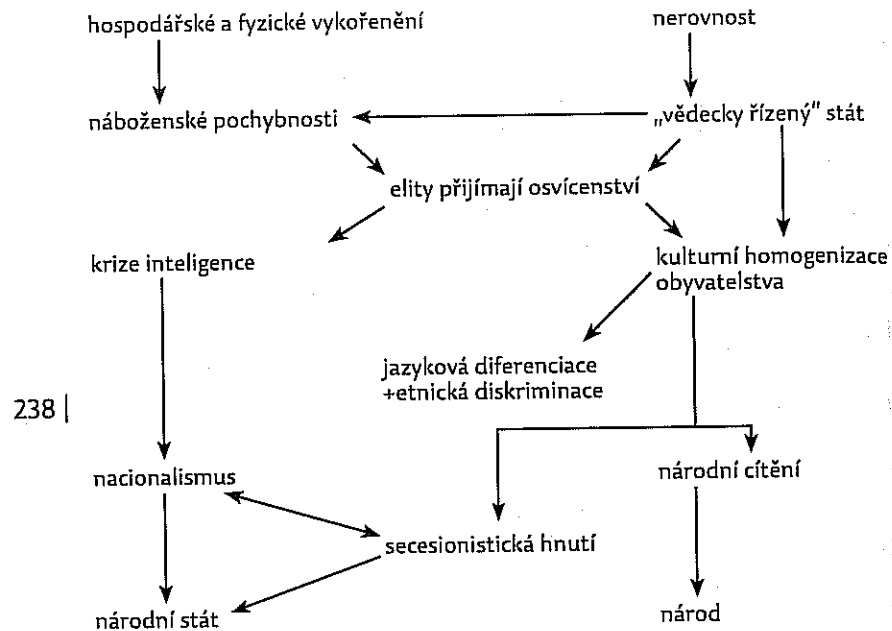 hospodářské a fyzické vykořenění
nerovnost
náboženské pochybnosti
„vědecky řízený" stát
elity přijímají osvícenství
krize inteligence
kulturní homogenizace
obyvatelstva
jazyková diferenciace
+etnická diskriminace
238 |
nacionalismus
národní cítění
secesionistická hnutí
národní stát
národ